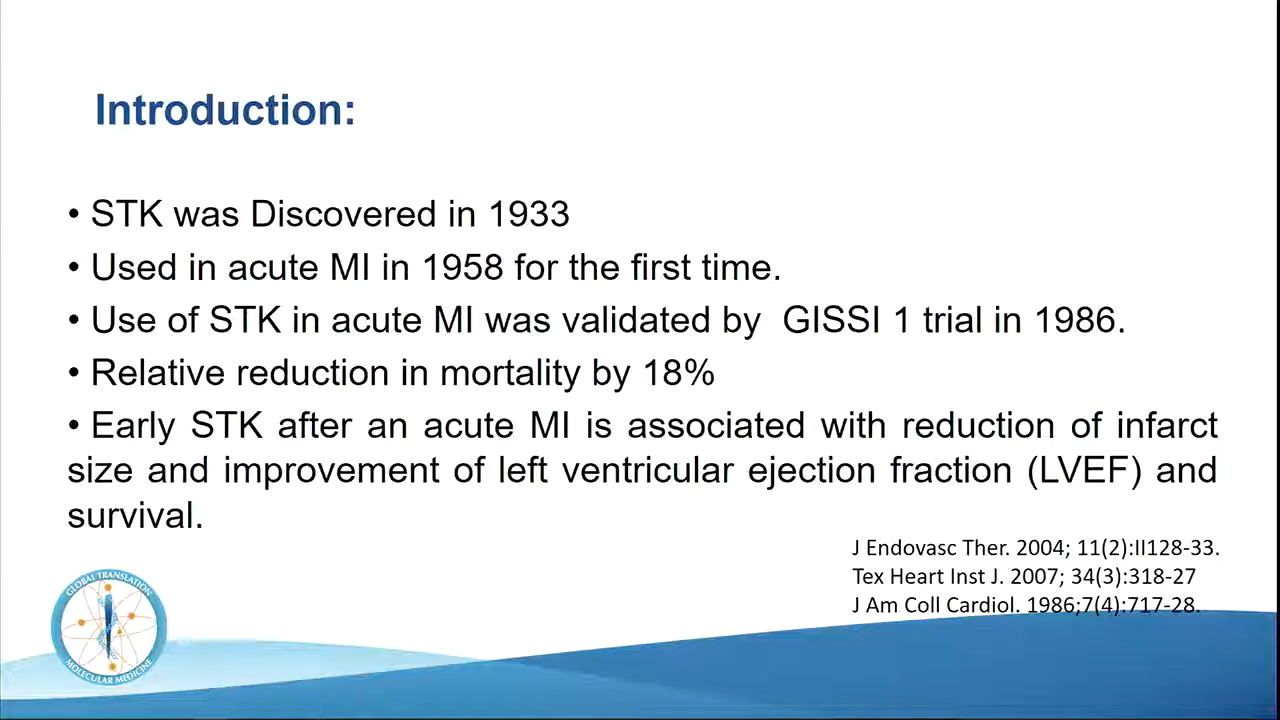 Introduction:
• STK was Discovered in 1933
• Used in acute MI in 1958 for the first time.
• Use of STK in acute MI was validated by  GISSI 1 trial in 1986.
• Relative reduction in mortality by 18%
• Early STK after an acute MI is associated with reduction of infarct
size and improvement of left ventricular ejection fraction (LVEF) and
survival.
J Endovasc Ther. 2004; 11(2):II128-33.
Tex Heart Inst J. 2007; 34(3):318-27
J Am Coll Cardiol. 1986;7(4):717-28.
GLOBAL TRANSLATION
MOLECULAR MEDICINE